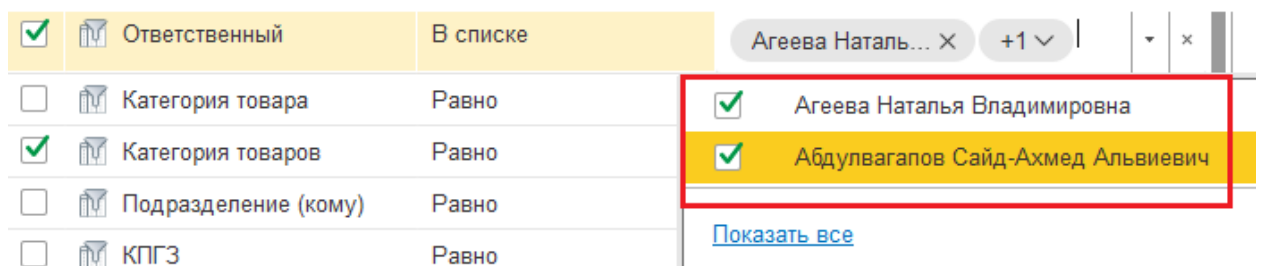 Ответственный В списке Агеева Наталь... × +1
Категория товара Равно Агеева Наталья Владимировна
Категория товаров Равно Абдулвагапов Сайд-Ахмед Альвиевич
Подразделение (кому) Равно
Показать все
КПГЗ Равно